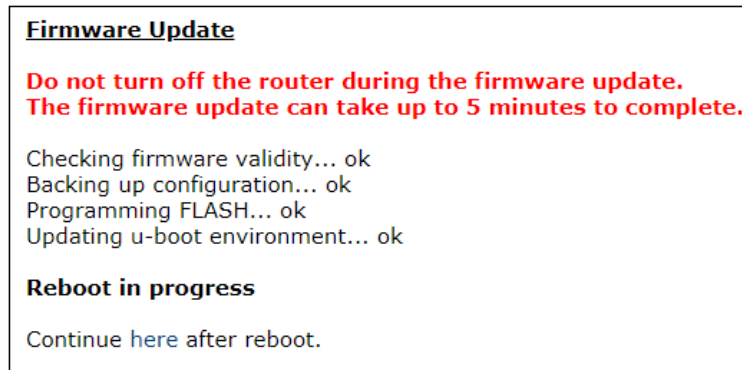 Firmware Update
Do not turn off the router during the firmware update.
The firmware update can take up to 5 minutes to complete.
Checking firmware validity... ok
Backing up configuration... ok
Programming FLASH... ok
Updating u-boot environment... ok
Reboot in progress
Continue here after reboot.